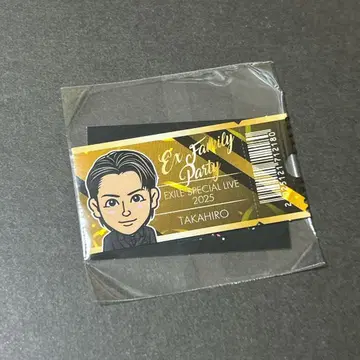 Ex Family
Party
EXILE SPECIAL LIVE
2025
TAKAHIRO